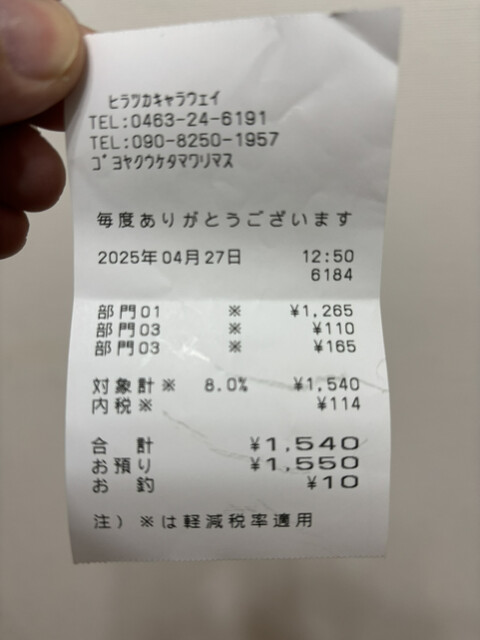 ﾋﾗﾂｶｷｬﾗｳｪｲ
TEL:0463-24-6191
TEL:090-8250-1957
ｺﾞﾖﾔｸｳｹﾀﾏﾜﾘﾏｽ
毎度ありがとうございます
2025年04月27日 12:50
6184
部門01 ※ ¥1,265
部門03 ※ ¥110
部門03 ※ ¥165
対象計※ 8.0% ¥1,540
内税※ ¥114
合 計 ¥1,540
お預り ¥1,550
お 釣 ¥10
注) ※は軽減税率適用